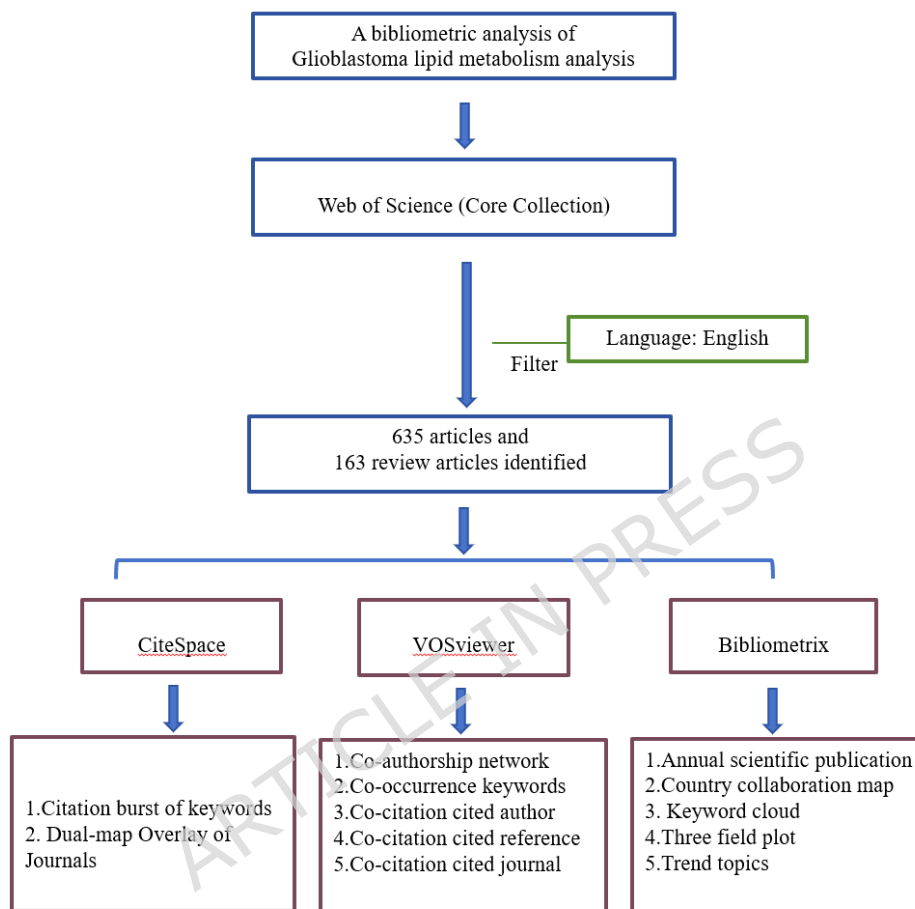 A bibliometric analysis of
Glioblastoma lipid metabolism analysis
Web of Science (Core Collection)
Language: English
Filter
635 articles and
163 review articles identified
CiteSpace
VOSviewer
Bibliometrix
1.Citation burst of keywords
2. Dual-map Overlay of
Journals
1.Co-authorship network
2.Co-occurrence keywords
3.Co-citation cited author
4.Co-citation cited reference
5.Co-citation cited journal
1.Annual scientific publication
2.Country collaboration map
3. Keyword cloud
4.Three field plot
5.Trend topics
ARTICLE IN PRESS